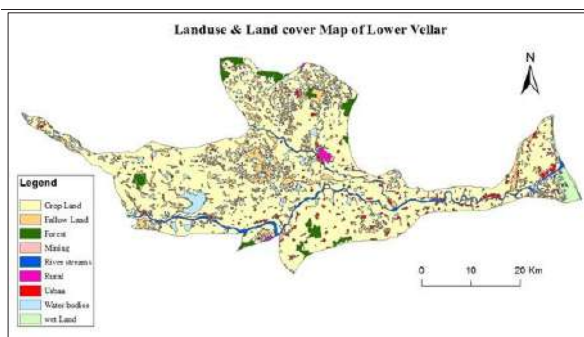 Landuse & Land cover Map of Lower Vellar
N
Legend
Crop Land
Fallow Land
Forest
Mining
River streams
Rural
Urban
Water bodies
wet Land
0 10 20 Km